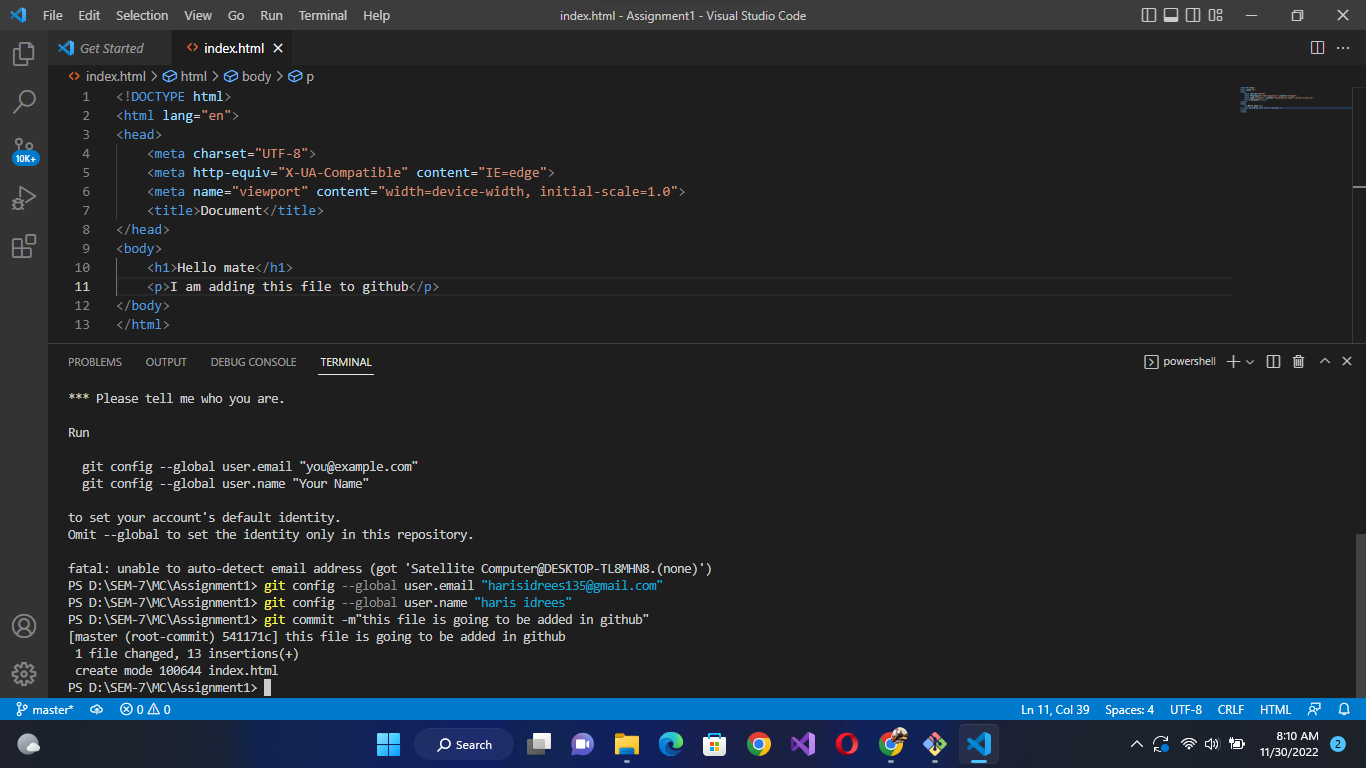 File Edit Selection View Go Run Terminal Help index.html - Assignment1 - Visual Studio Code
Get Started index.html
index.html > html > body > p
10K+
1 <!DOCTYPE html>
2 <html lang="en">
3 <head>
4 <meta charset="UTF-8">
5 <meta http-equiv="X-UA-Compatible" content="IE=edge">
6 <meta name="viewport" content="width=device-width, initial-scale=1.0">
7 <title>Document</title>
8 </head>
9 <body>
10 <h1>Hello mate</h1>
11 <p>I am adding this file to github</p>
12 </body>
13 </html>
PROBLEMS OUTPUT DEBUG CONSOLE TERMINAL powershell
*** Please tell me who you are.
Run
git config --global user.email "you@example.com"
git config --global user.name "Your Name"
to set your account's default identity.
Omit --global to set the identity only in this repository.
fatal: unable to auto-detect email address (got 'Satellite Computer@DESKTOP-TL8MHN8.(none)')
PS D:\SEM-7\MC\Assignment1> git config --global user.email "harisidrees135@gmail.com"
PS D:\SEM-7\MC\Assignment1> git config --global user.name "haris idrees"
PS D:\SEM-7\MC\Assignment1> git commit -m"this file is going to be added in github"
[master (root-commit) 541171c] this file is going to be added in github
1 file changed, 13 insertions(+)
create mode 100644 index.html
PS D:\SEM-7\MC\Assignment1>
master* 0 0 Ln 11, Col 39 Spaces: 4 UTF-8 CRLF HTML
Search
8:10 AM
11/30/2022
2